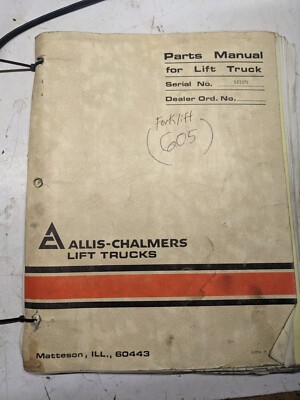 Parts Manual
for Lift Truck
Serial No.
Dealer Ord. No.
Forklift
(605)
ALLIS-CHALMERS
LIFT TRUCKS
Matteson, ILL., 60443